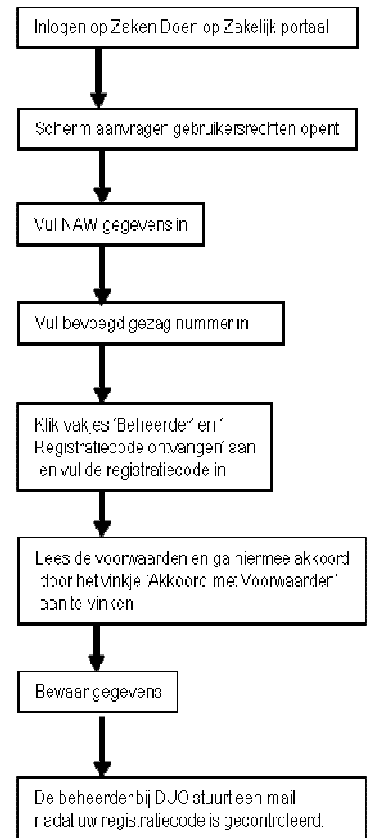 Inlogen op Zaken Doen op Zakelijk portaal
Scherm aanvragen gebruikersrechten opent
Vul NAW gegevens in
Vul bevoegd gezag nummer in
Klik vakjes 'Beheerder' en '
Registratiecode ontvangen' aan
en vul de registratiecode in
Lees de voorwaarden en ga hiermee akkoord
door het vinkje 'Akkoord met Voorwaarden'
aan te vinken
Bewaar gegevens
De beheerder bij DUO stuurt een mail
nadat uw registratiecode is gecontroleerd.